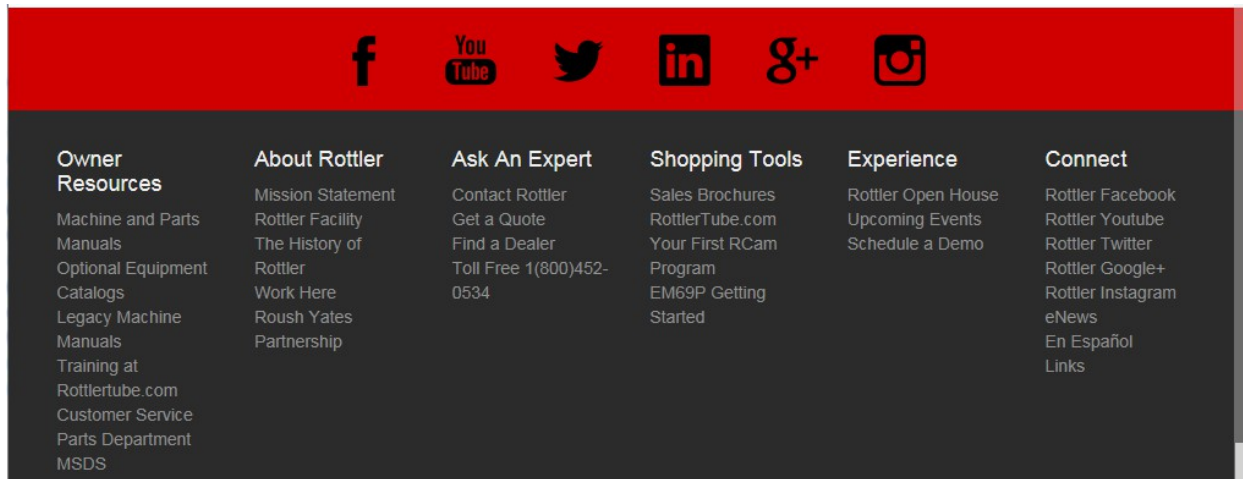 f
You
Tube
in
g+
Owner
Resources
Machine and Parts
Manuals
Optional Equipment
Catalogs
Legacy Machine
Manuals
Training at
Rottlertube.com
Customer Service
Parts Department
MSDS
About Rottler
Mission Statement
Rottler Facility
The History of
Rottler
Work Here
Roush Yates
Partnership
Ask An Expert
Contact Rottler
Get a Quote
Find a Dealer
Toll Free 1(800)452-
0534
Shopping Tools
Sales Brochures
RottlerTube.com
Your First RCam
Program
EM69P Getting
Started
Experience
Rottler Open House
Upcoming Events
Schedule a Demo
Connect
Rottler Facebook
Rottler Youtube
Rottler Twitter
Rottler Google+
Rottler Instagram
eNews
En Español
Links